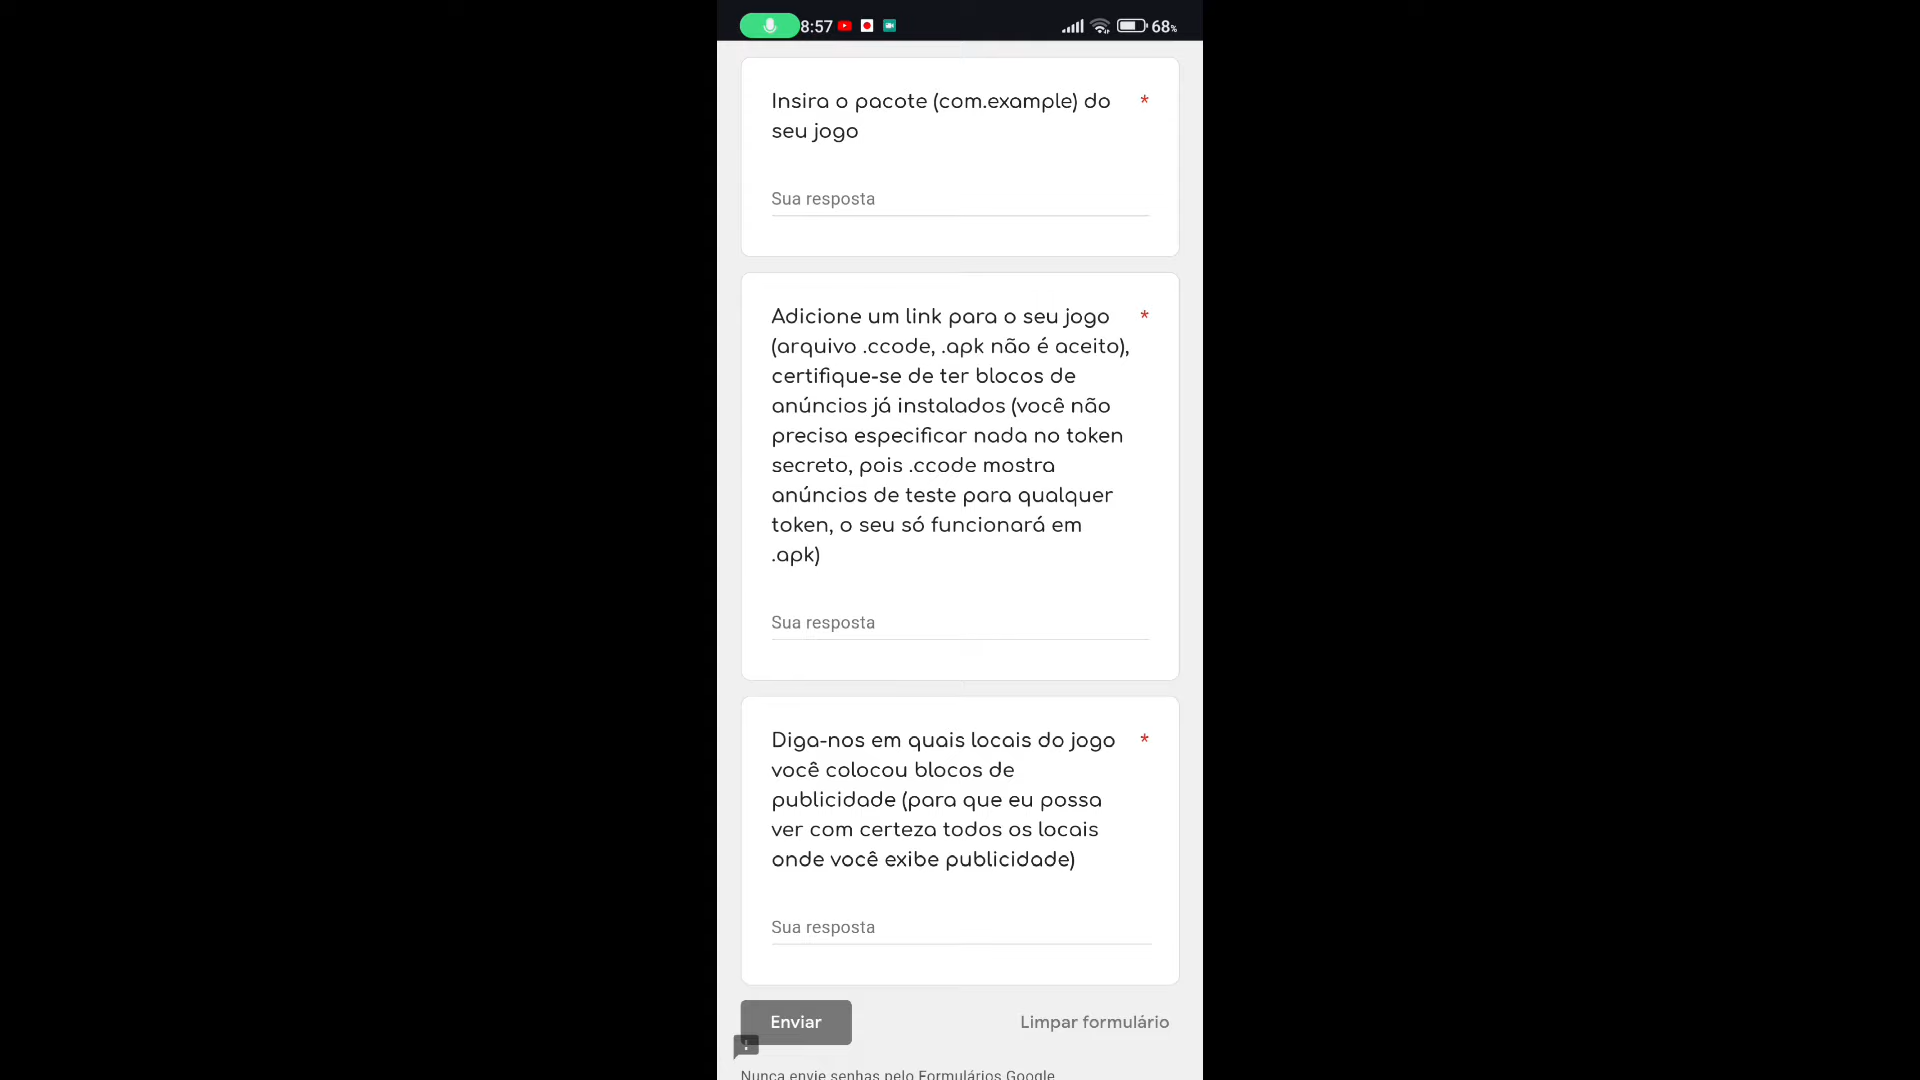 8:57 68%
Insira o pacote (com.example) do *
seu jogo
Sua resposta
Adicione um link para o seu jogo *
(arquivo .ccode, .apk não é aceito),
certifique-se de ter blocos de
anúncios já instalados (você não
precisa especificar nada no token
secreto, pois .ccode mostra
anúncios de teste para qualquer
token, o seu só funcionará em
.apk)
Sua resposta
Diga-nos em quais locais do jogo *
você colocou blocos de
publicidade (para que eu possa
ver com certeza todos os locais
onde você exibe publicidade)
Sua resposta
Enviar Limpar formulário
Nunca envie senhas pelo Formulários Google